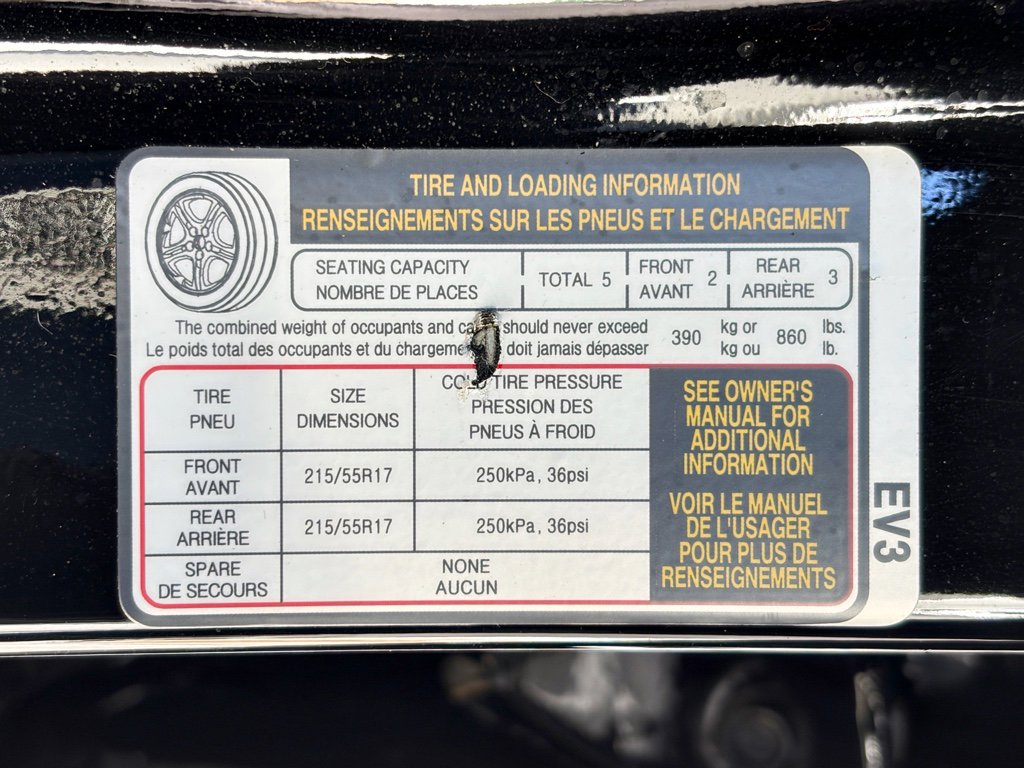 TIRE AND LOADING INFORMATION
RENSEIGNEMENTS SUR LES PNEUS ET LE CHARGEMENT
SEATING CAPACITY
NOMBRE DE PLACES
TOTAL 5
FRONT
AVANT
2
REAR
ARRIÈRE
3
The combined weight of occupants and should never exceed
Le poids total des occupants et du doit jamais dépasser
390
kg or
kg ou
860
lbs.
lb.
TIRE
PNEU
SIZE
DIMENSIONS
COLD TIRE PRESSURE
PRESSION DES
PNEUS À FROID
FRONT
AVANT
215/55R17
250kPa, 36psi
REAR
ARRIÈRE
215/55R17
250kPa, 36psi
SPARE
DE SECOURS
NONE
AUCUN
SEE OWNER'S
MANUAL FOR
ADDITIONAL
INFORMATION
VOIR LE MANUEL
DE L'USAGER
POUR PLUS DE
RENSEIGNEMENTS
EV3